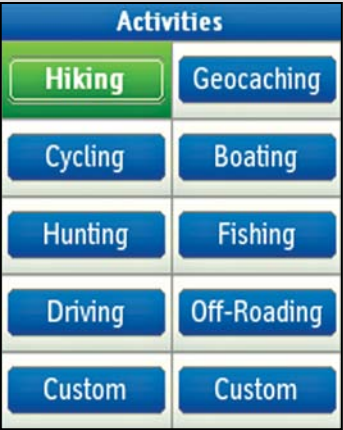 Activities
Hiking Geocaching
Cycling Boating
Hunting Fishing
Driving Off-Roading
Custom Custom